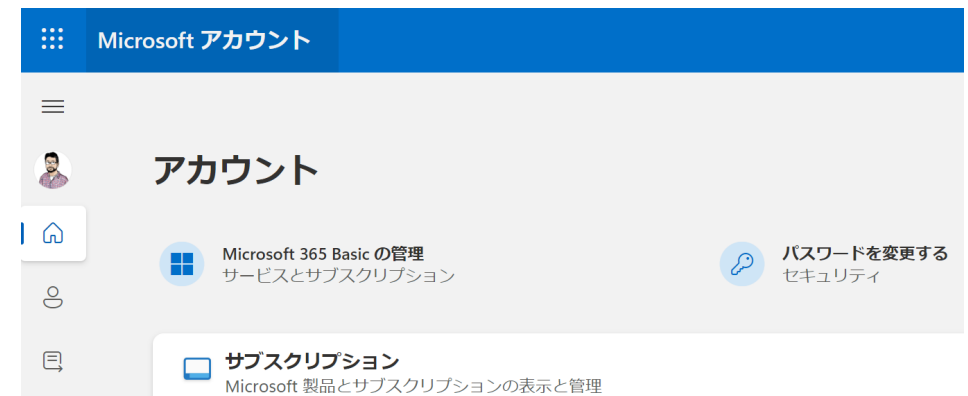 Microsoft アカウント
アカウント
Microsoft 365 Basic の管理
サービスとサブスクリプション
パスワードを変更する
セキュリティ
サブスクリプション
Microsoft 製品とサブスクリプションの表示と管理